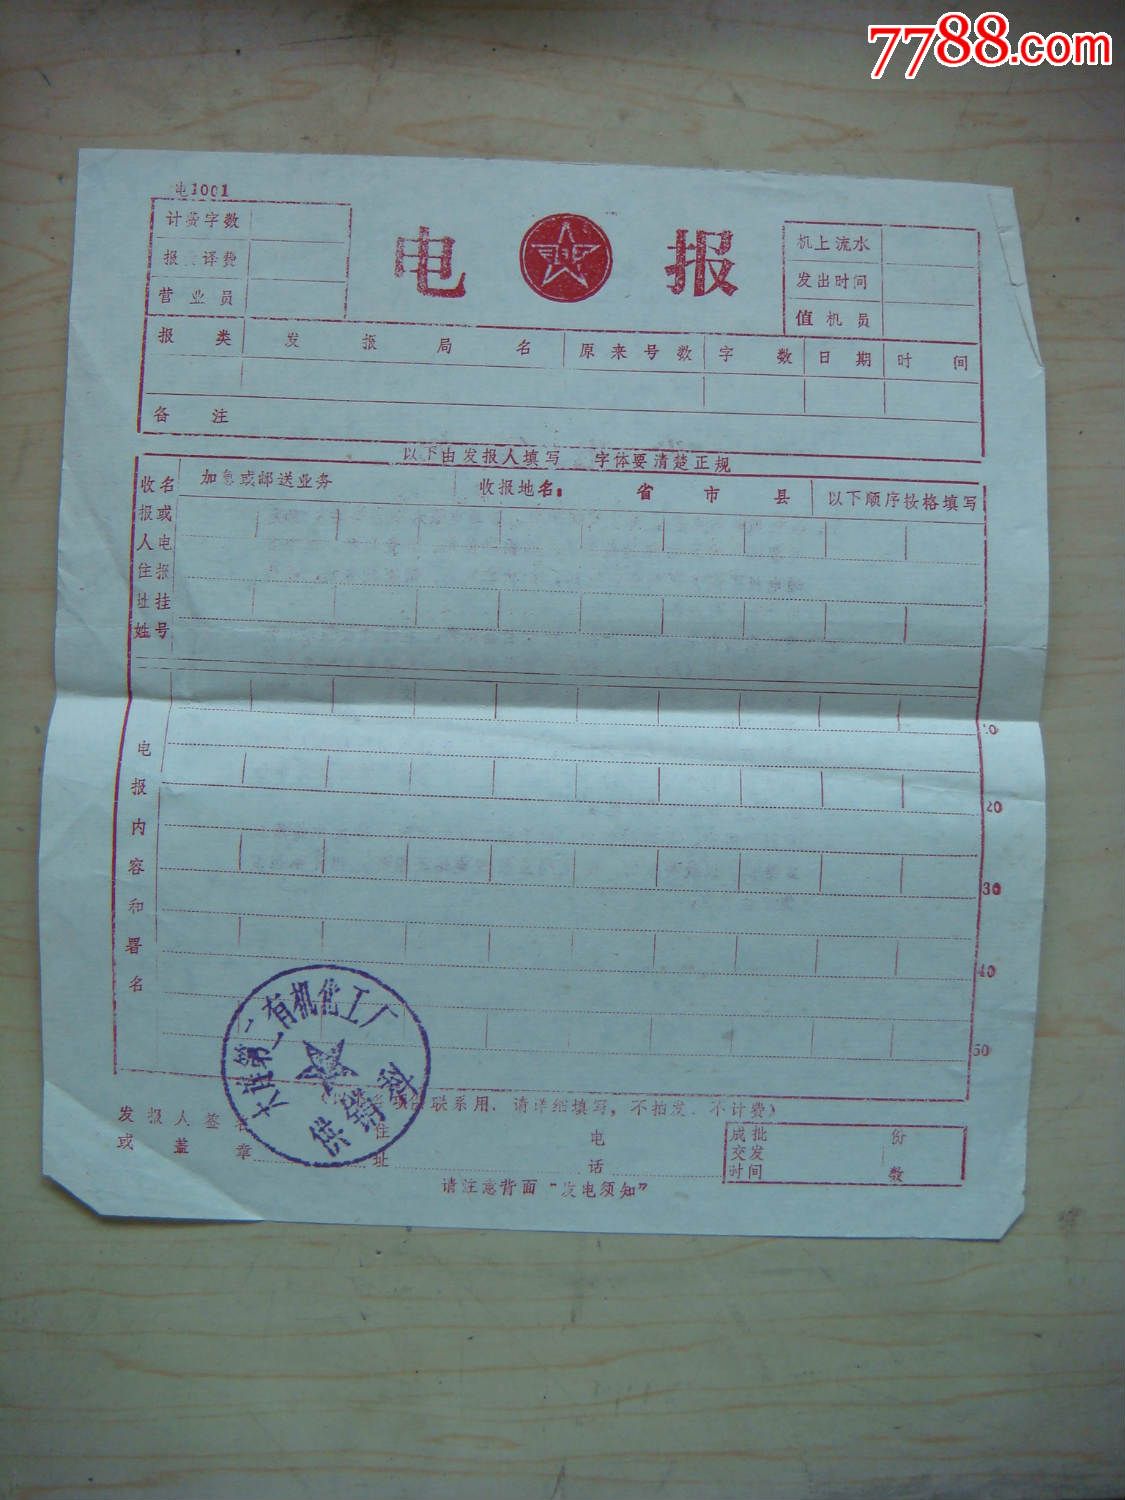 7788.com
电1001
计费字数
报 译费
营业员
电 报
机上流水
发出时间
值机员
报类 发报局名 原来号数 字数 日期 时间
备注
以下由发报人填写 字体要清楚正规
收报人住址姓名或电报挂号
加急或邮送业务 收报地名: 省 市 县 以下顺序按格填写
电报内容和署名
10
20
30
40
50
第二有机化工厂
供销科
联系用、请详细填写,不拍发、不计费)
发报人签名或盖章 住址 电话
成批交发时间 份数
请注意背面“发电须知”